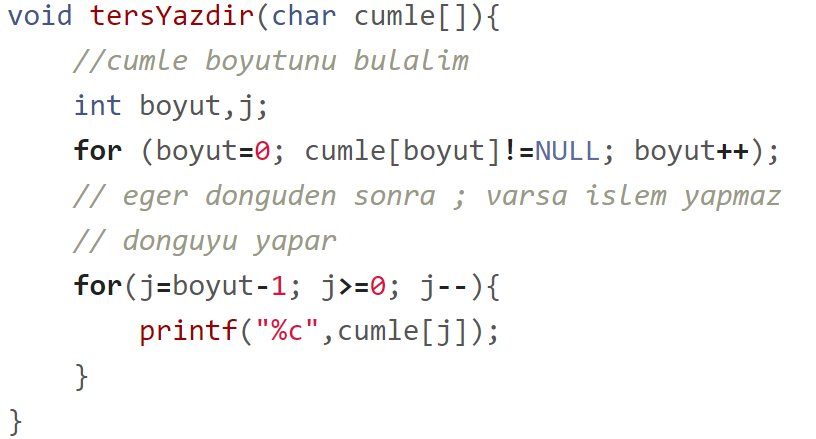 void tersYazdir(char cumle[]){
    //cumle boyutunu bulalim
    int boyut,j;
    for (boyut=0; cumle[boyut]!=NULL; boyut++);
    // eger donguden sonra ; varsa islem yapmaz
    // donguyu yapar
    for(j=boyut-1; j>=0; j--){
        printf("%c",cumle[j]);
    }
}